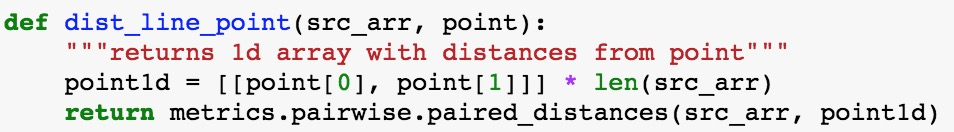 def dist_line_point(src_arr, point):
    """returns 1d array with distances from point"""
    point1d = [[point[0], point[1]]] * len(src_arr)
    return metrics.pairwise.paired_distances(src_arr, point1d)